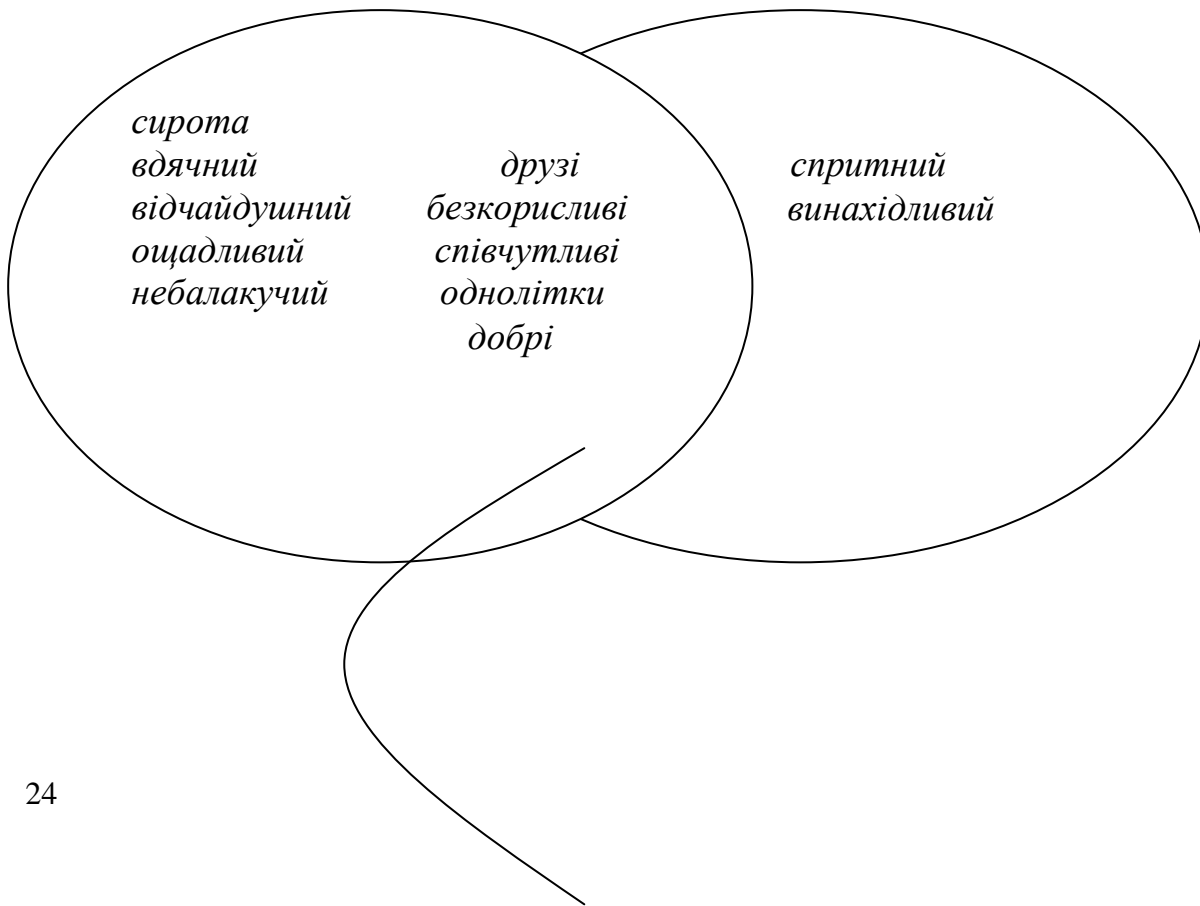 сирота
вдячний
відчайдушний
ощадливий
небалакучий
друзі
безкорисливі
співчутливі
однолітки
добрі
спритний
винахідливий
24